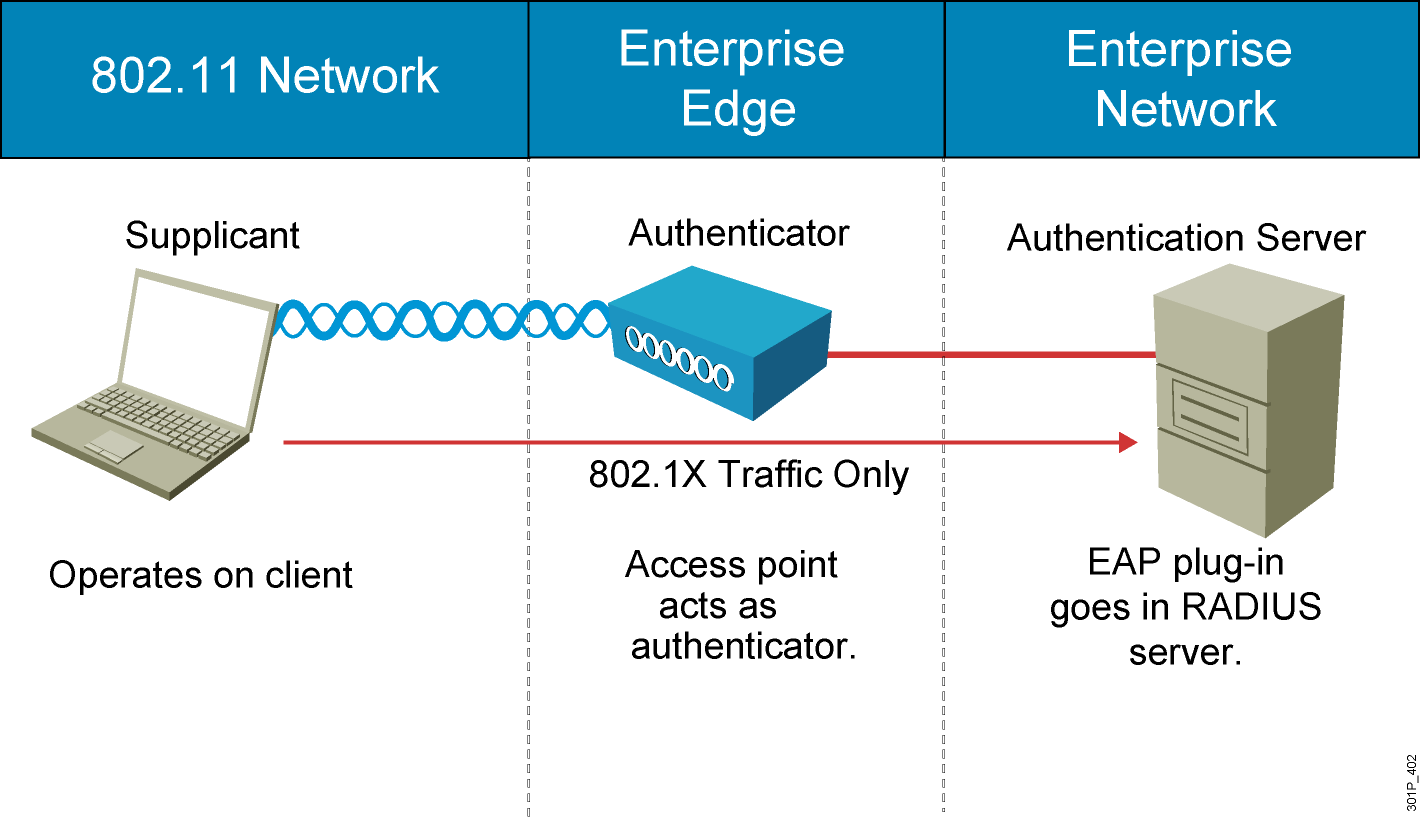 802.11 Network
Enterprise
Edge
Enterprise
Network
Supplicant
Authenticator
Authentication Server
802.1X Traffic Only
Operates on client
Access point
acts as
authenticator.
EAP plug-in
goes in RADIUS
server.
301P_402